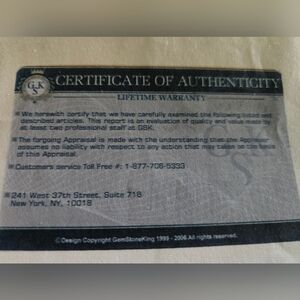 GKS
CERTIFICATE OF AUTHENTICITY
LIFETIME WARRANTY
We herewith certify that we have carefully examined the following listed and
described articles. This report is an evaluation of quality and value made by
at least two professional staff at GSK.
The forgoing Appraisal is made with the understanding that the Appraiser
assumes no liability with respect to any action that may be taken on the basis
of this Appraisal.
Customers service Toll Free #: 1-877-706-5333
241 West 37th Street, Suite 716
New York, NY, 10018
©Design Copyright GemStoneKing 1999 - 2006 All rights reserved.